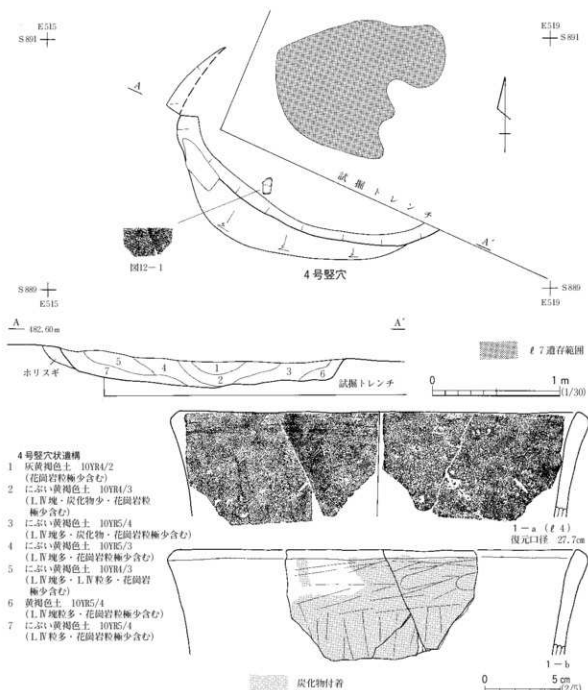 E515
S891
E519
S891
A
試掘トレンチ
A′
図12-1
4号竪穴
S889
E515
S889
E519
A
482.60m
A′
ホリスギ
5
7
4
1
2
3
6
試掘トレンチ
ℓ7遺存範囲
0 1m
(1/30)
4号竪穴状遺構
1 灰黄褐色土 10YR4/2
(花崗岩粒極少含む)
2 にぶい黄褐色土 10YR4/3
(LⅣ塊・炭化物少・花崗岩粒
極少含む)
3 にぶい黄褐色土 10YR5/4
(LⅣ塊多・炭化物・花崗岩粒極少含む)
4 にぶい黄褐色土 10YR5/3
(LⅣ塊多・花崗岩粒極少含む)
5 にぶい黄褐色土 10YR4/3
(LⅣ塊多・LⅣ粒多・花崗岩
極少含む)
6 黄褐色土 10YR5/4
(LⅣ塊粒多・花崗岩粒極少含む)
7 にぶい黄褐色土 10YR5/4
(LⅣ粒多・花崗岩粒極少含む)
1-a (ℓ4)
復元口径 27.7cm
1-b
炭化物付着
0 5cm
(2/5)